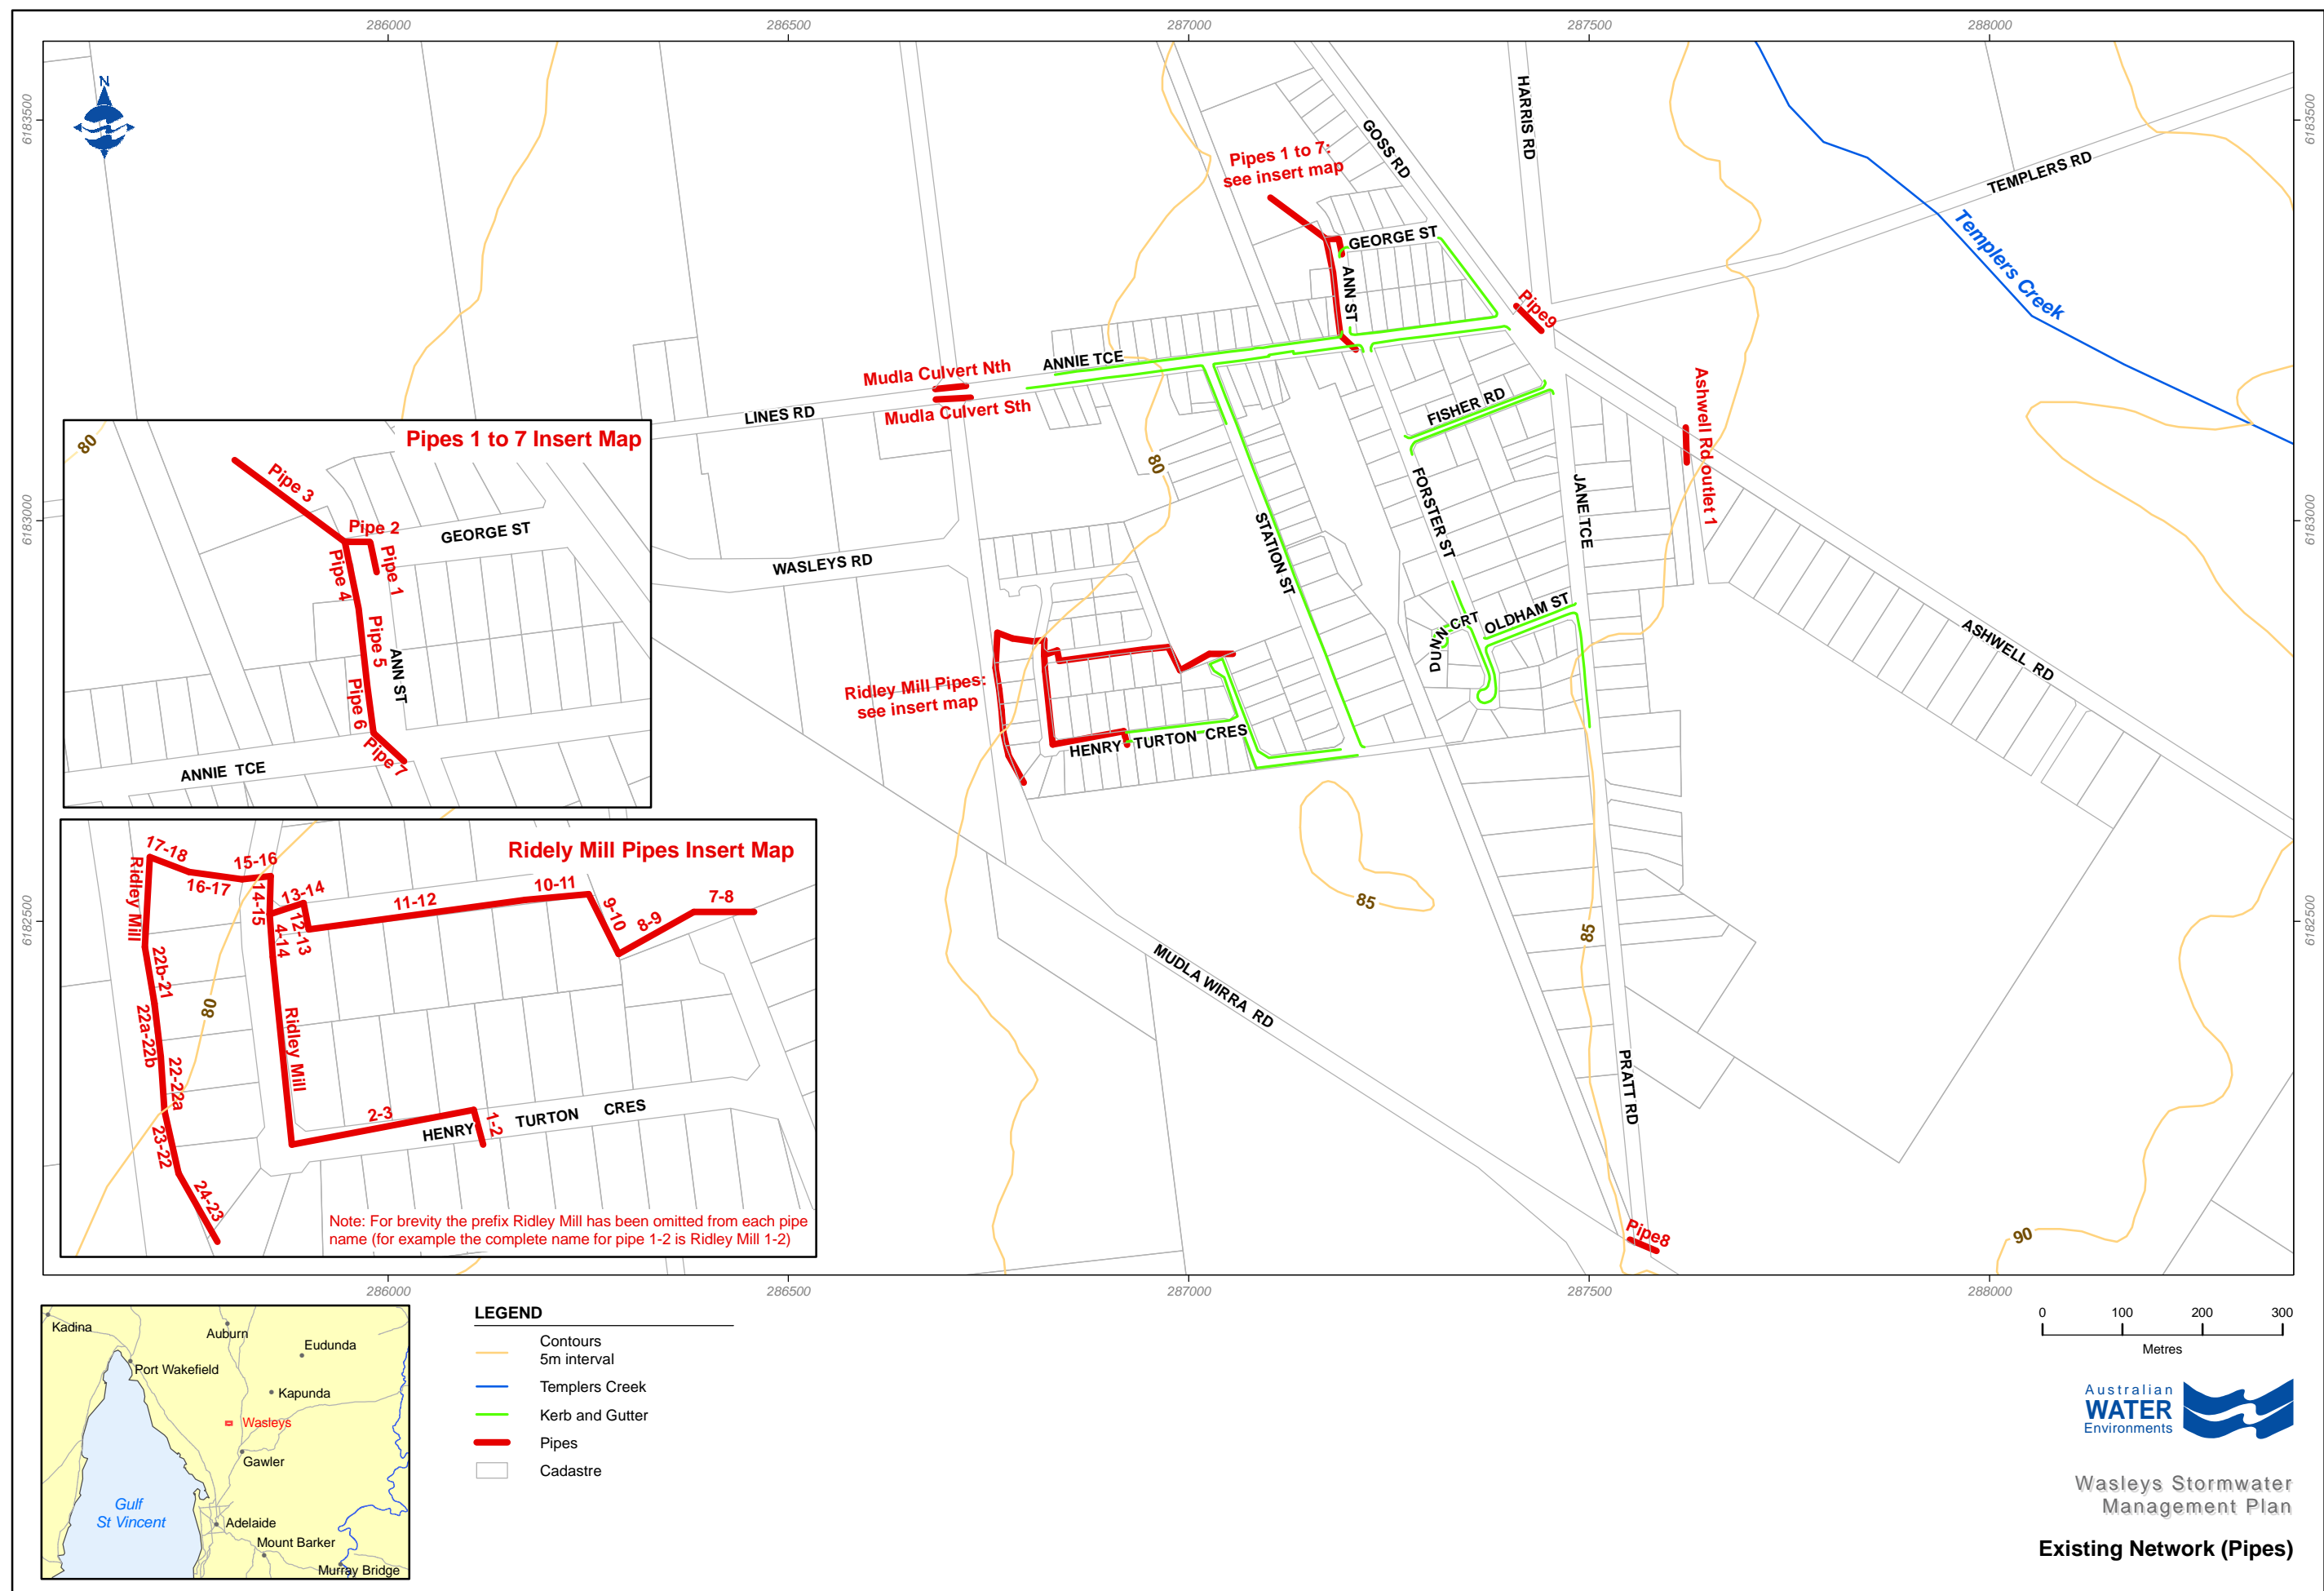 286000
286500
287000
287500
288000
6183500
6183500
6183000
6183000
6182500
6182500
286000
286500
287000
287500
288000
N
HARRIS RD
GOSS RD
TEMPLERS RD
Templers Creek
Pipes 1 to 7:
see insert map
GEORGE ST
ANN ST
Pipe9
ANNIE TCE
Mudla Culvert Nth
LINES RD
Mudla Culvert Sth
FISHER RD
Ashwell Rd outlet 1
80
FORSTER ST
JANE TCE
STATION ST
WASLEYS RD
OLDHAM ST
DUNN CRT
ASHWELL RD
Ridley Mill Pipes:
see insert map
HENRY TURTON CRES
85
85
MUDLA WIRRA RD
PRATT RD
Pipe8
90
Pipes 1 to 7 Insert Map
80
Pipe 3
Pipe 2
Pipe 1
GEORGE ST
Pipe 4
Pipe 5
ANN ST
Pipe 6
Pipe 7
ANNIE TCE
Ridely Mill Pipes Insert Map
17-18
15-16
16-17
Ridley Mill
14-15
13-14
12-13
4-14
11-12
10-11
9-10
8-9
7-8
22b-21
22a-22b
80
22-22a
Ridley Mill
23-22
24-23
2-3
1-2
HENRY TURTON CRES
Note: For brevity the prefix Ridley Mill has been omitted from each pipe
name (for example the complete name for pipe 1-2 is Ridley Mill 1-2)
Kadina
Auburn
Eudunda
Port Wakefield
Kapunda
Wasleys
Gawler
Gulf
St Vincent
Adelaide
Mount Barker
Murray Bridge
LEGEND
Contours
5m interval
Templers Creek
Kerb and Gutter
Pipes
Cadastre
0 100 200 300
Metres
Australian
WATER
Environments
Wasleys Stormwater
Management Plan
Existing Network (Pipes)